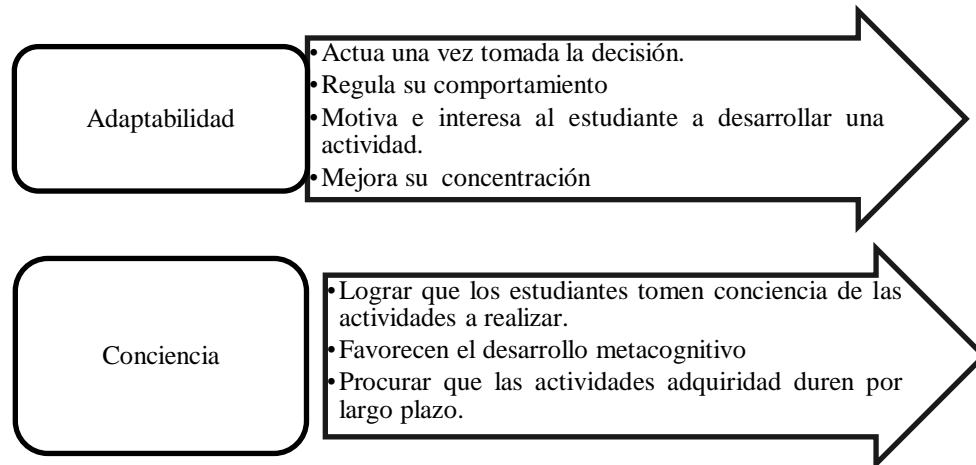 Adaptabilidad
•Actua una vez tomada la decisión.
•Regula su comportamiento
•Motiva e interesa al estudiante a desarrollar una
actividad.
•Mejora su concentración
Conciencia
•Lograr que los estudiantes tomen conciencia de las
actividades a realizar.
•Favorecen el desarrollo metacognitivo
•Procurar que las actividades adquiridad duren por
largo plazo.